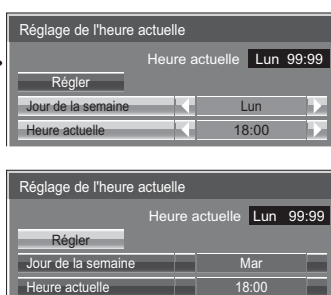 Réglage de l'heure actuelle
Heure actuelle Lun 99:99
Régler
Jour de la semaine Lun
Heure actuelle 18:00
Réglage de l'heure actuelle
Heure actuelle Lun 99:99
Régler
Jour de la semaine Mar
Heure actuelle 18:00